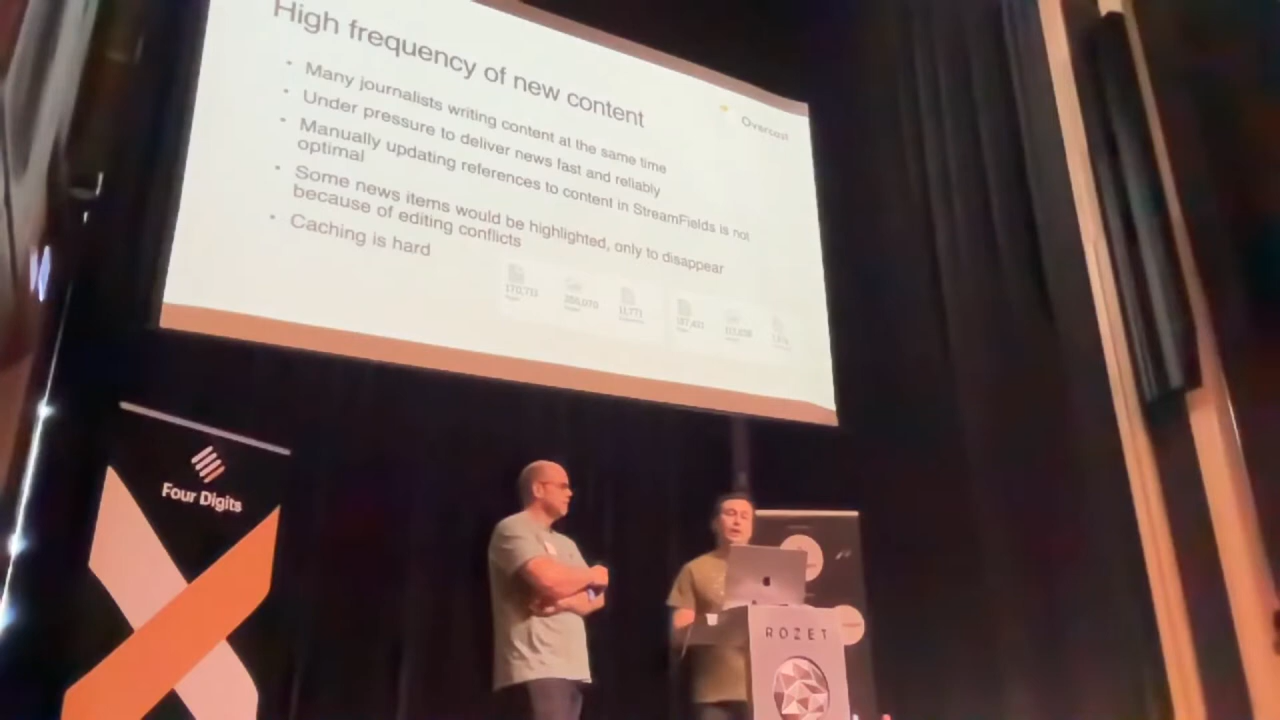 High frequency of new content
Overcast
• Many journalists writing content at the same time
• Under pressure to deliver news fast and reliably
• Manually updating references to content in StreamFields is not
optimal
• Some news items would be highlighted, only to disappear
because of editing conflicts
• Caching is hard
Four Digits
ROZET